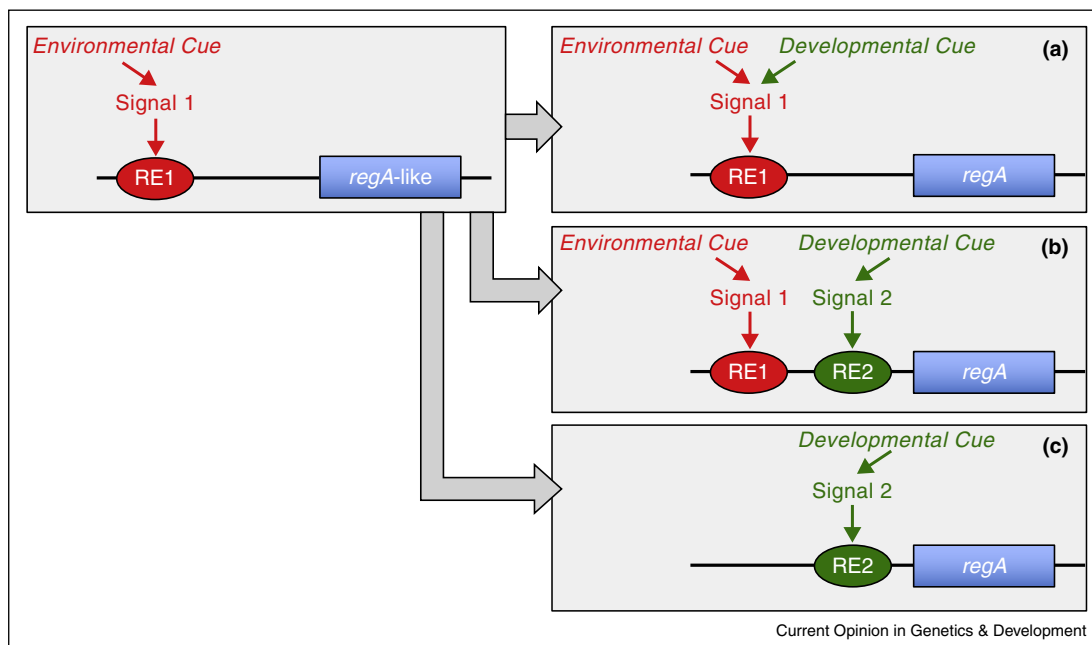 Environmental Cue
Signal 1
RE1
regA-like
Environmental Cue Developmental Cue (a)
Signal 1
RE1
regA
Environmental Cue Developmental Cue (b)
Signal 1 Signal 2
RE1 RE2 regA
Developmental Cue (c)
Signal 2
RE2 regA
Current Opinion in Genetics & Development